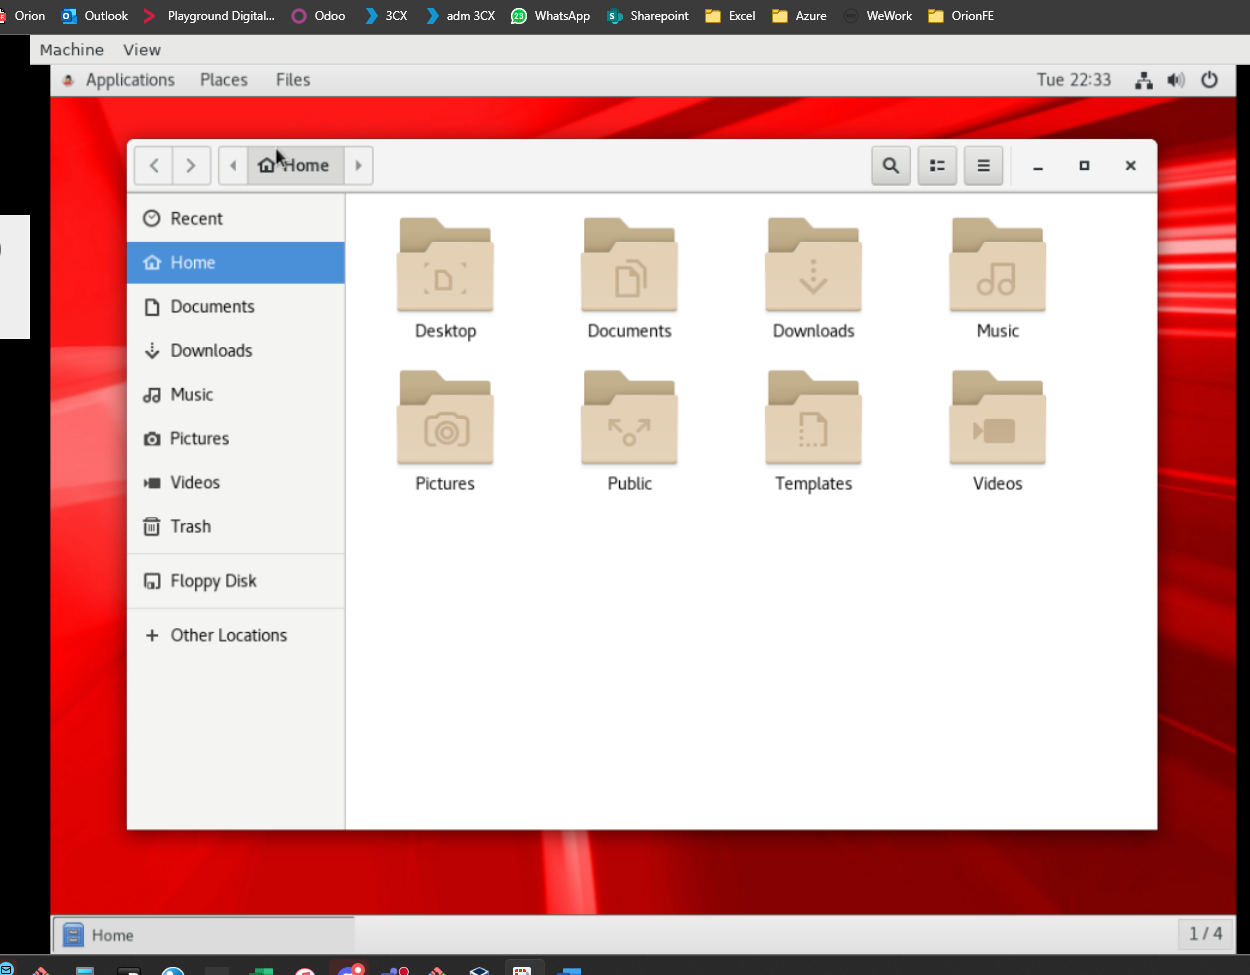 Orion Outlook Playground Digital... Odoo 3CX adm 3CX 23 WhatsApp Sharepoint Excel Azure WeWork OrionFE
Machine View
Applications Places Files Tue 22:33
Home
Recent
Home
Documents
Downloads
Music
Pictures
Videos
Trash
Floppy Disk
Other Locations
Desktop Documents Downloads Music
Pictures Public Templates Videos
Home 1 / 4